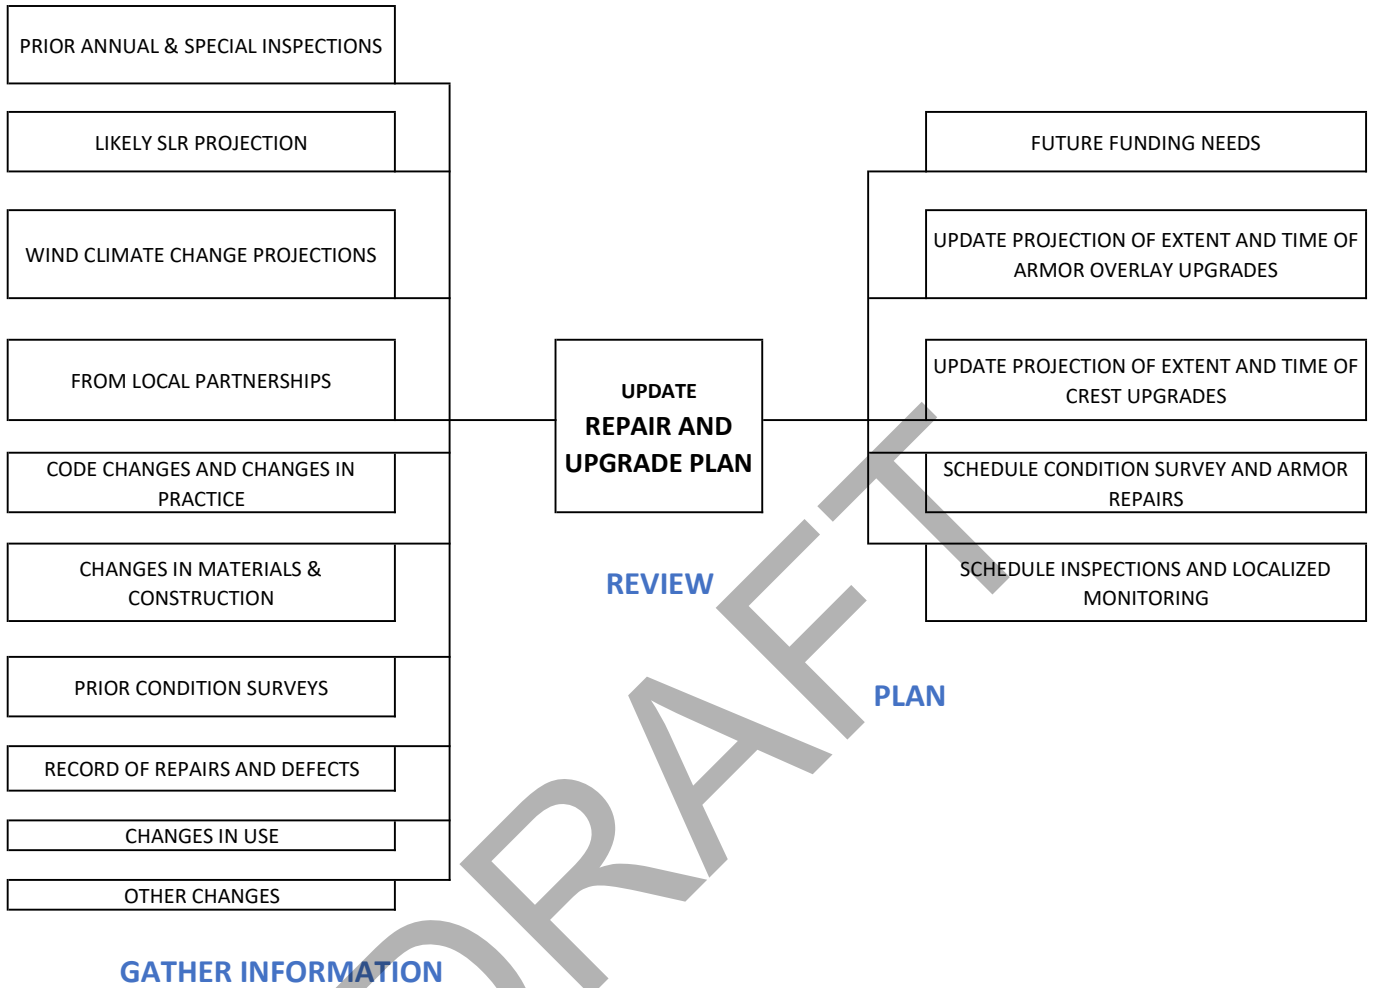 PRIOR ANNUAL & SPECIAL INSPECTIONS
LIKELY SLR PROJECTION
WIND CLIMATE CHANGE PROJECTIONS
FROM LOCAL PARTNERSHIPS
CODE CHANGES AND CHANGES IN
PRACTICE
CHANGES IN MATERIALS &
CONSTRUCTION
PRIOR CONDITION SURVEYS
RECORD OF REPAIRS AND DEFECTS
CHANGES IN USE
OTHER CHANGES
GATHER INFORMATION
UPDATE
REPAIR AND
UPGRADE PLAN
REVIEW
FUTURE FUNDING NEEDS
UPDATE PROJECTION OF EXTENT AND TIME OF
ARMOR OVERLAY UPGRADES
UPDATE PROJECTION OF EXTENT AND TIME OF
CREST UPGRADES
SCHEDULE CONDITION SURVEY AND ARMOR
REPAIRS
SCHEDULE INSPECTIONS AND LOCALIZED
MONITORING
PLAN
DRAFT